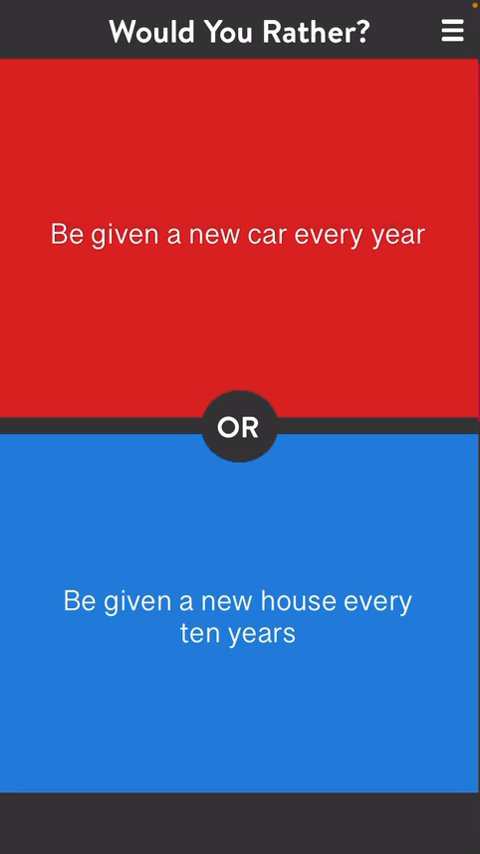 Would You Rather?
Be given a new car every year
OR
Be given a new house every
ten years